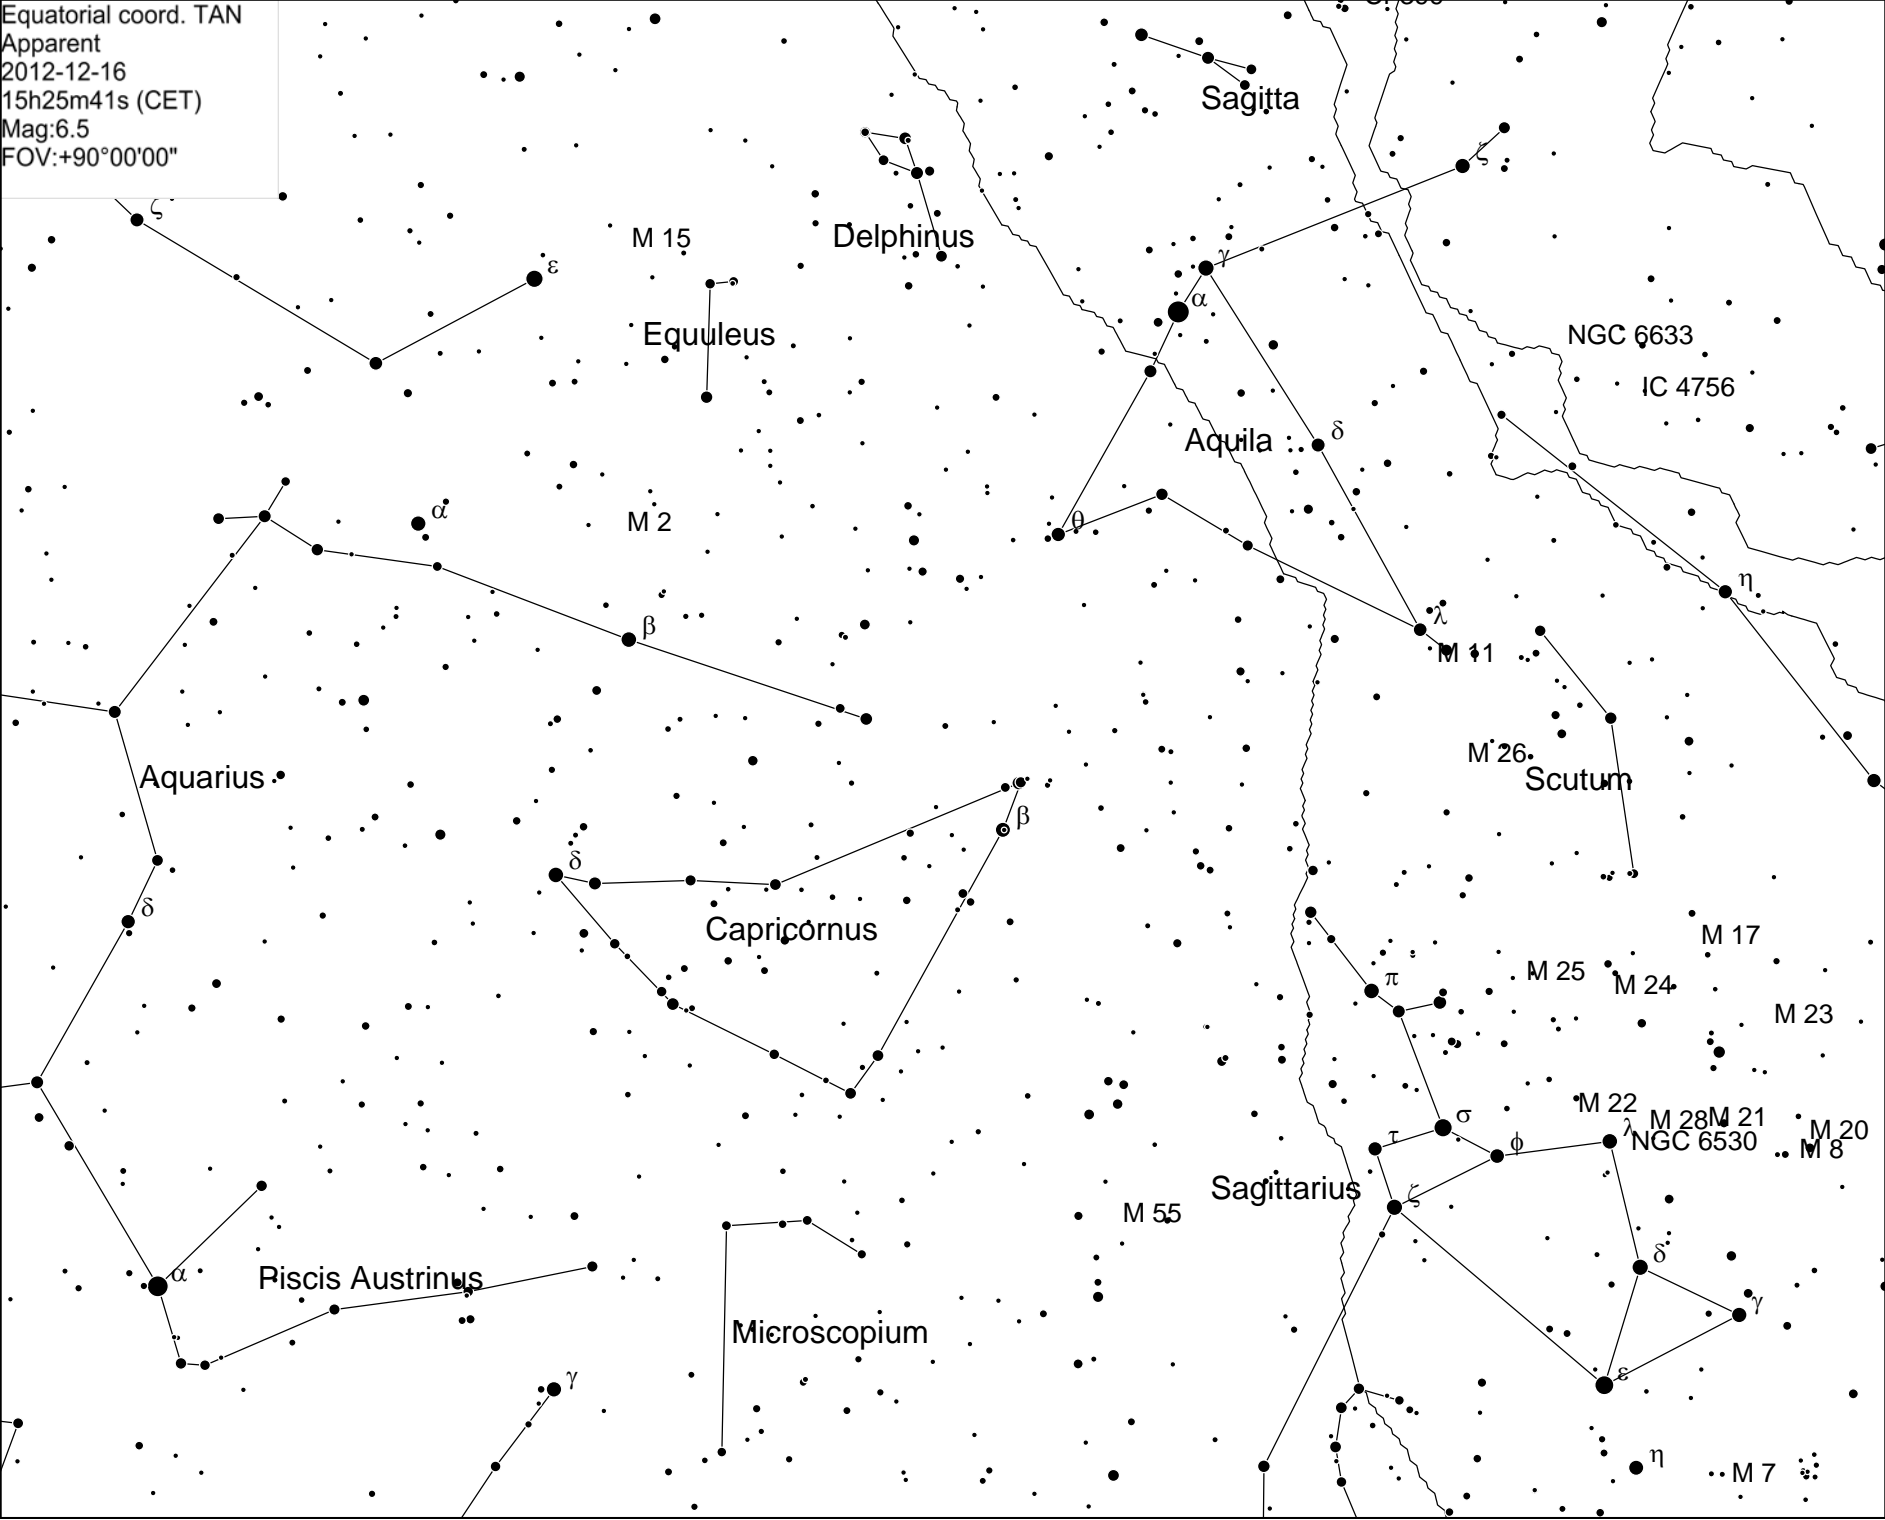 Equatorial coord. TAN
Apparent
2012-12-16
15h25m41s (CET)
Mag:6.5
FOV:+90°00'00"
Sagitta
ζ
ζ
M 15
Delphinus
γ
ε
α
Equuleus
NGC 6633
IC 4756
Aquila
δ
α
M 2
θ
η
λ
β
M 11
M 26
Scutum
Aquarius
β
δ
δ
Capricornus
M 17
π
M 25
M 24
M 23
M 22
σ
M 28
M 21
λ
M 20
τ
φ
NGC 6530
M 8
Sagittarius
ζ
M 55
δ
α
Piscis Austrinus
γ
Microscopium
γ
ε
η
M 7